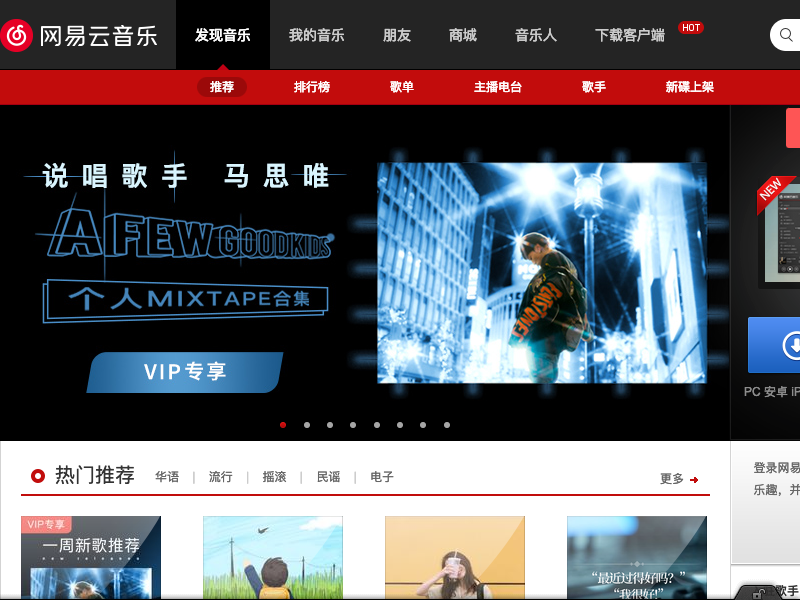 网易云音乐
发现音乐 我的音乐 朋友 商城 音乐人 下载客户端 HOT
推荐 排行榜 歌单 主播电台 歌手 新碟上架
说唱歌手 马思唯
A FEW GOODKIDS
个人MIXTAPE合集
VIP专享
NEW
PC 安卓 iP
热门推荐 华语 | 流行 | 摇滚 | 民谣 | 电子 更多
登录网易
乐趣，并
VIP专享
一周新歌推荐
“最近过得好吗？”
“我很好”
歌手